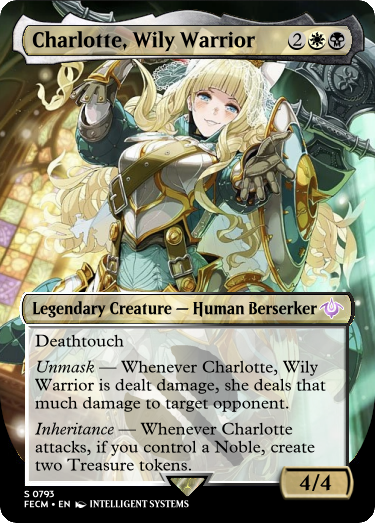 Charlotte, Wily Warrior 2
Legendary Creature — Human Berserker
Deathtouch
Unmask — Whenever Charlotte, Wily
Warrior is dealt damage, she deals that
much damage to target opponent.
Inheritance — Whenever Charlotte
attacks, if you control a Noble, create
two Treasure tokens.
4/4
S 0793
FECM • EN INTELLIGENT SYSTEMS